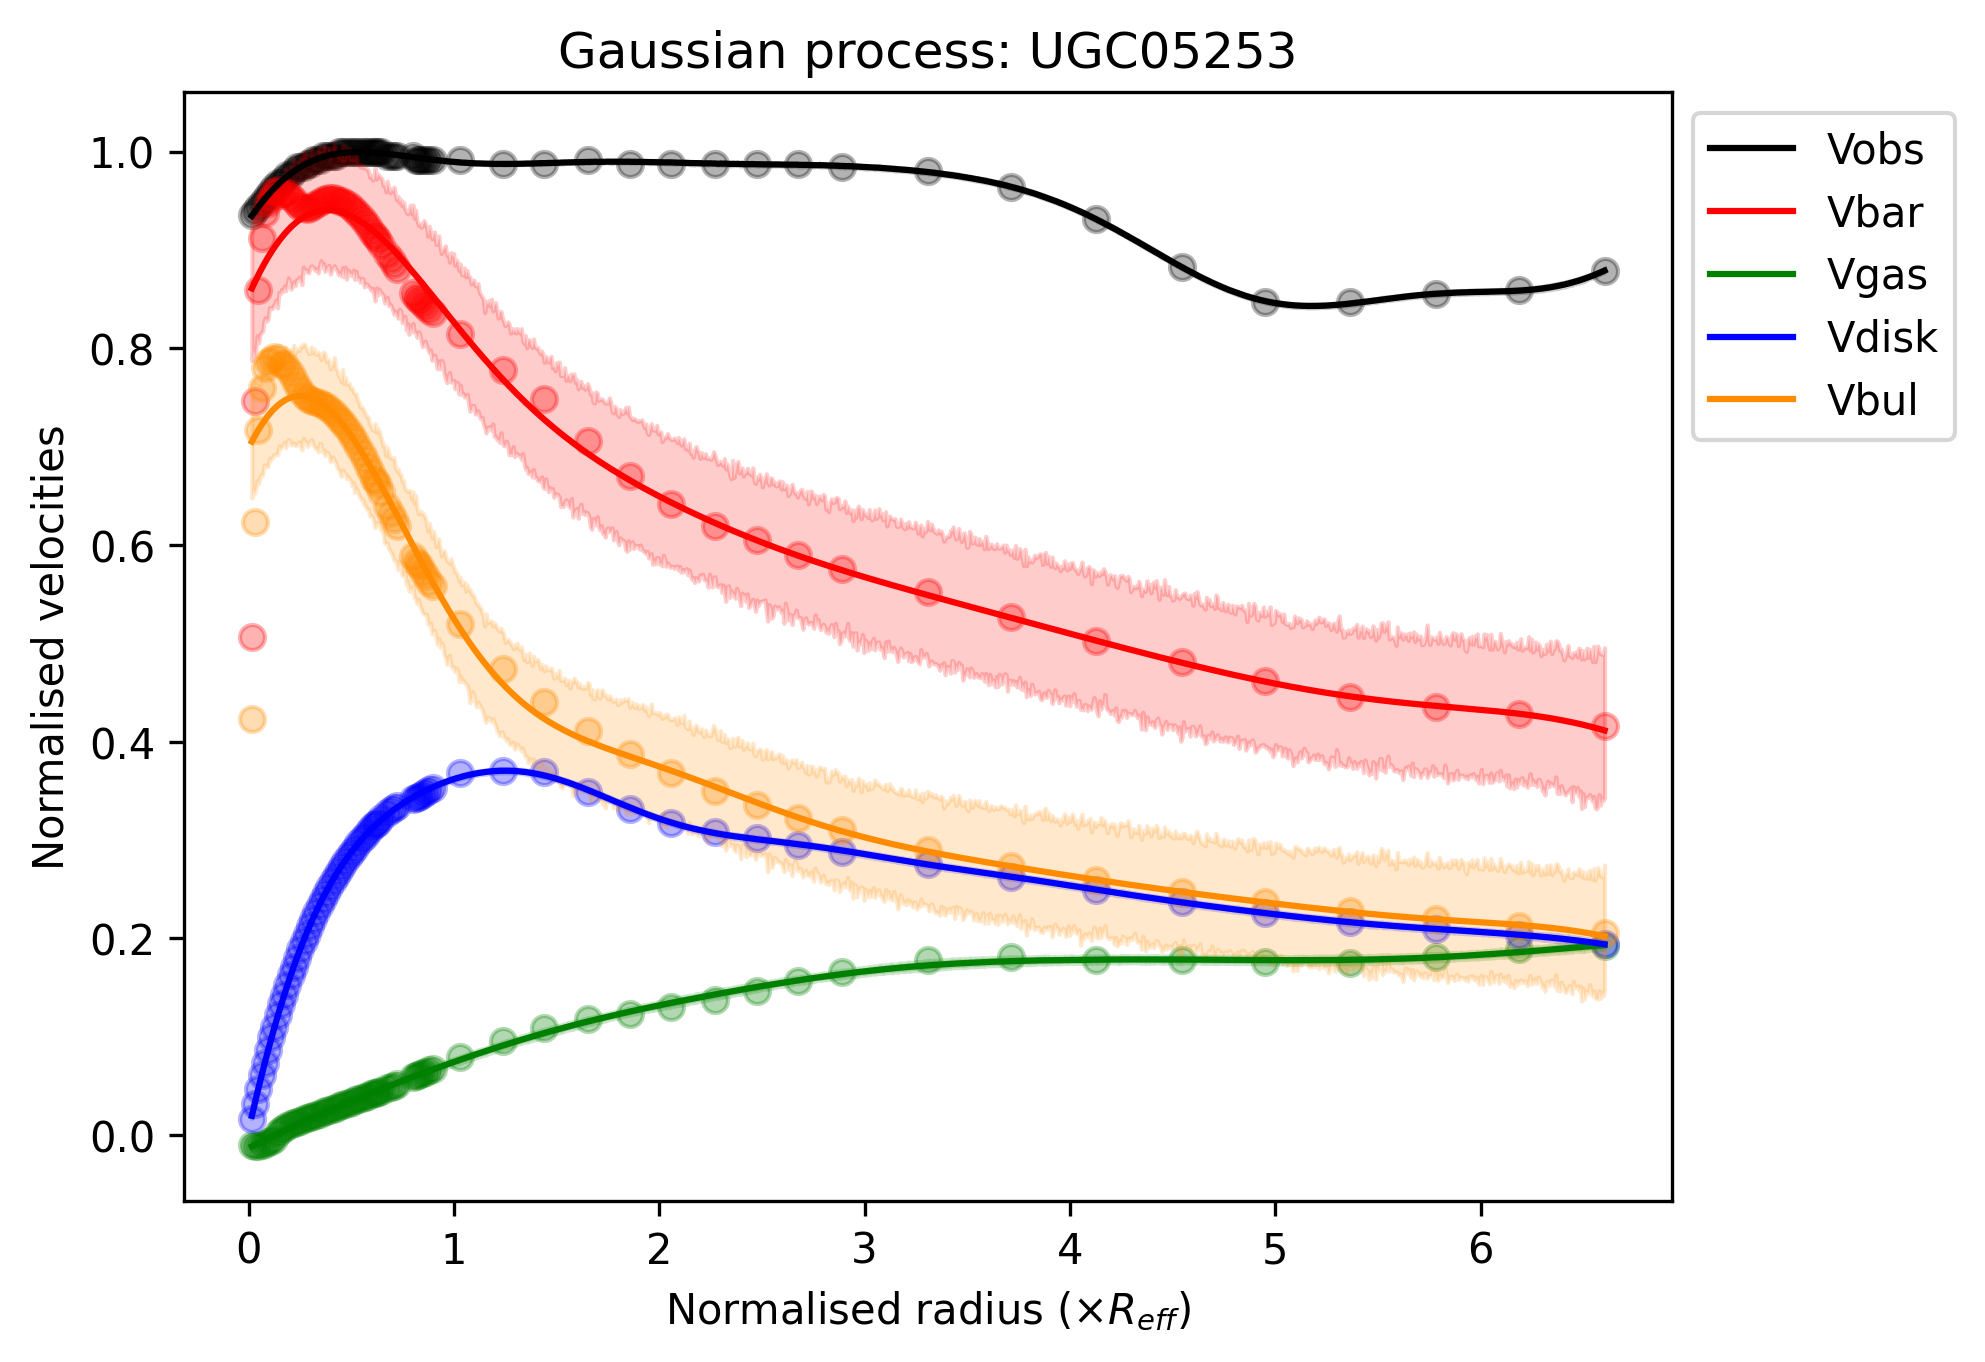 Gaussian process: UGC05253
1.0
0.8
0.6
0.4
0.2
0.0
Normalised velocities
0 1 2 3 4 5 6
Normalised radius (×R_eff)
Vobs
Vbar
Vgas
Vdisk
Vbul